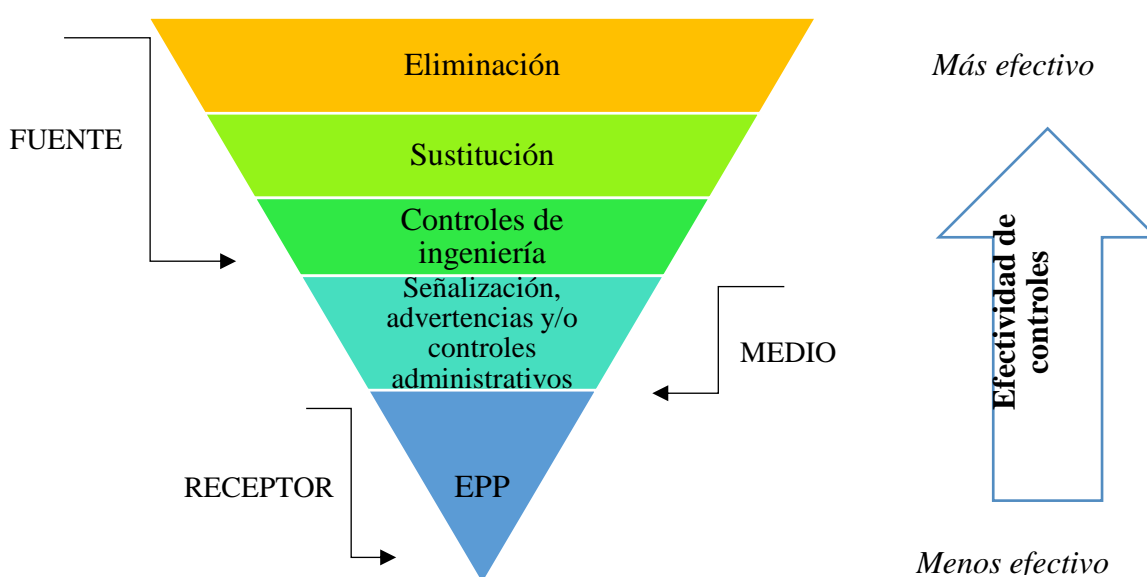 Eliminación
Más efectivo
FUENTE
Sustitución
Controles de
ingeniería
Señalización,
advertencias y/o
controles
administrativos
MEDIO
Efectividad de
controles
RECEPTOR
EPP
Menos efectivo